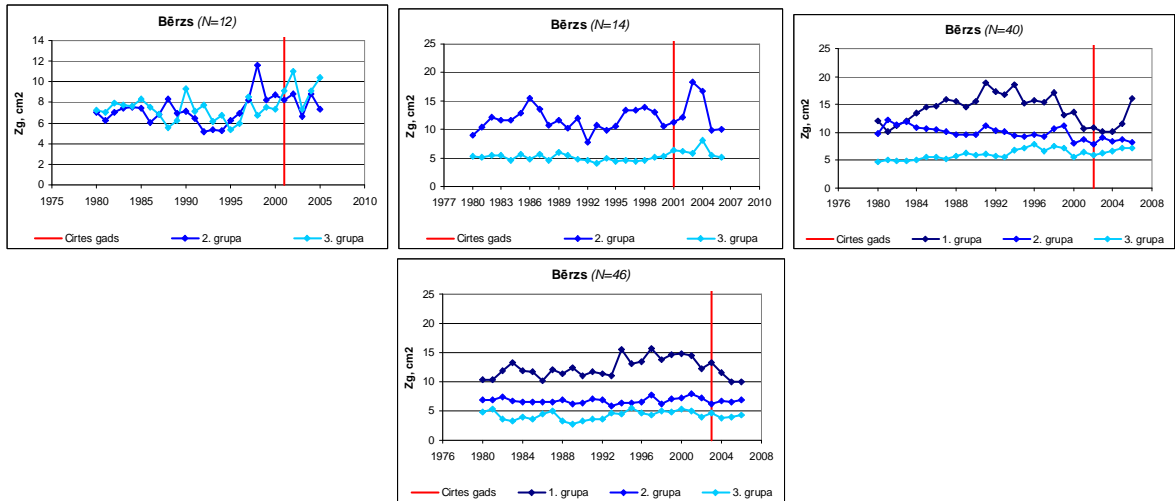 Bērzs (N=12)
Zg, cm2
14
12
10
8
6
4
2
0
1975 1980 1985 1990 1995 2000 2005 2010
Cirtes gads 2. grupa 3. grupa
Bērzs (N=14)
Zg, cm2
25
20
15
10
5
0
1977 1980 1983 1986 1989 1992 1995 1998 2001 2004 2007
Cirtes gads 2. grupa 3. grupa
Bērzs (N=40)
Zg, cm2
25
20
15
10
5
0
1976 1980 1984 1988 1992 1996 2000 2004 2008
Cirtes gads 1. grupa 2. grupa 3. grupa
Bērzs (N=46)
Zg, cm2
25
20
15
10
5
0
1976 1980 1984 1988 1992 1996 2000 2004 2008
Cirtes gads 1. grupa 2. grupa 3. grupa